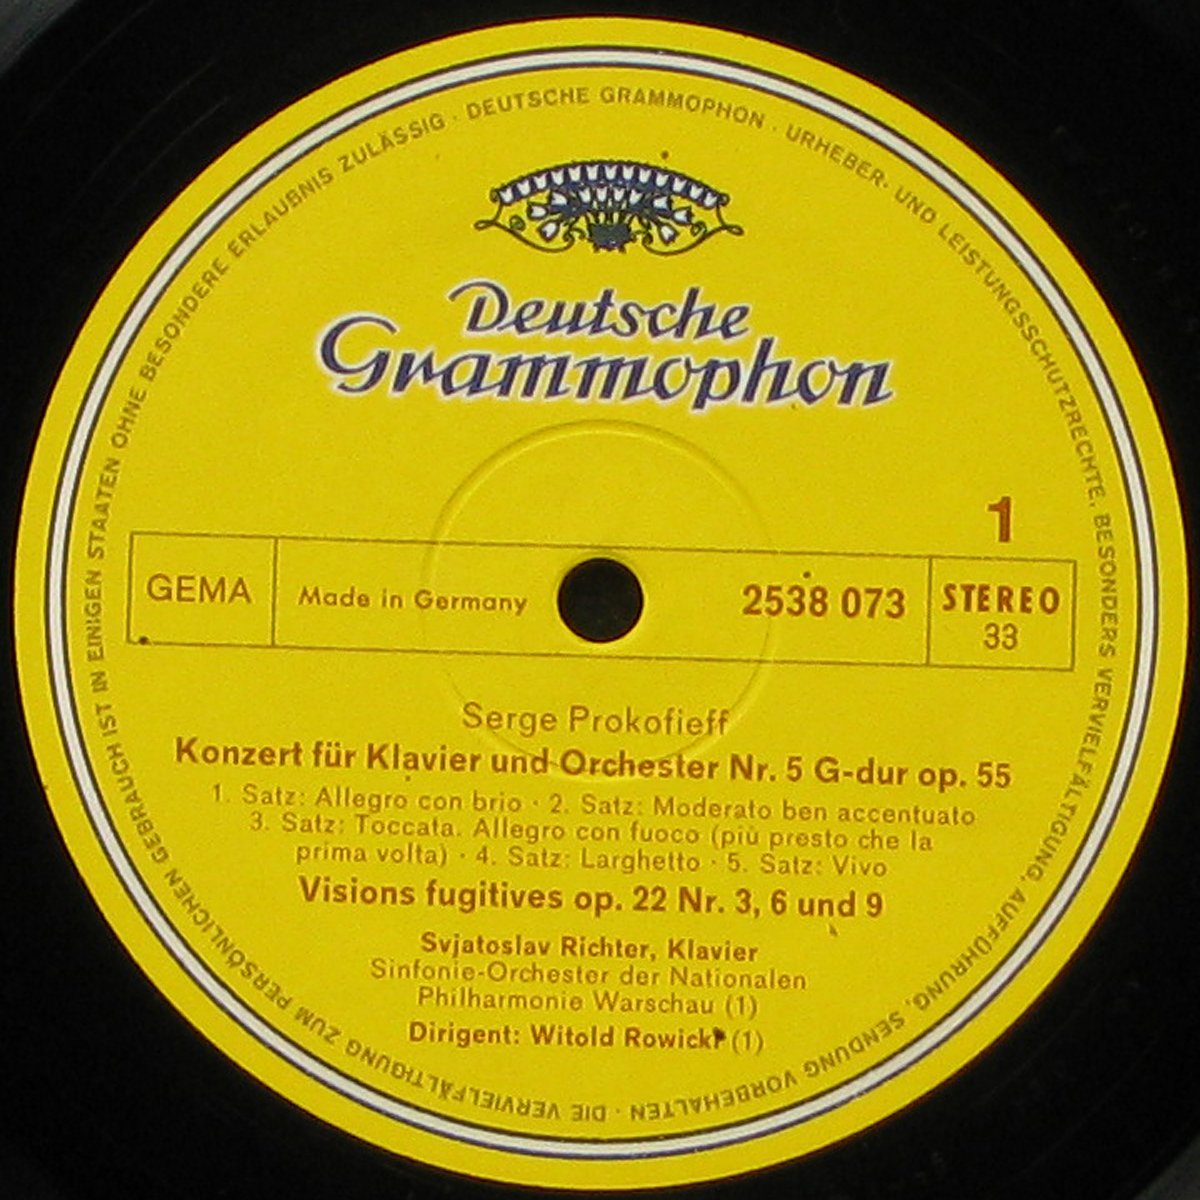 DEUTSCHE GRAMMOPHON · URHEBER- UND LEISTUNGSSCHUTZRECHTE, BESONDERS VERVIELFÄLTIGUNG, AUFFÜHRUNG, SENDUNG VORBEHALTEN · DIE VERVIELFÄLTIGUNG ZUM PERSÖNLICHEN GEBRAUCH IST IN EINIGEN STAATEN OHNE BESONDERE ERLAUBNIS ZULÄSSIG ·
Deutsche
Grammophon
1
GEMA Made in Germany 2538 073 STEREO
33
Serge Prokofieff
Konzert für Klavier und Orchester Nr. 5 G-dur op. 55
1. Satz: Allegro con brio · 2. Satz: Moderato ben accentuato
3. Satz: Toccata. Allegro con fuoco (più presto che la
prima volta) · 4. Satz: Larghetto · 5. Satz: Vivo
Visions fugitives op. 22 Nr. 3, 6 und 9
Svjatoslav Richter, Klavier
Sinfonie-Orchester der Nationalen
Philharmonie Warschau (1)
Dirigent: Witold Rowicki (1)